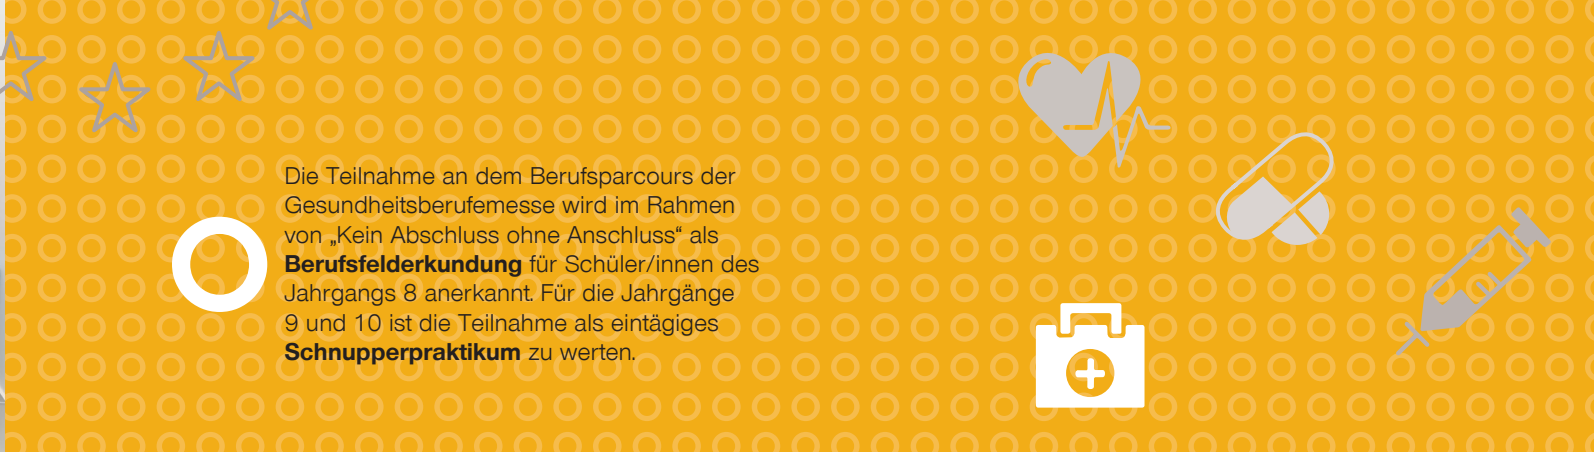 Die Teilnahme an dem Berufsparcours der
Gesundheitsberufemesse wird im Rahmen
von „Kein Abschluss ohne Anschluss“ als
Berufsfelderkundung für Schüler/innen des
Jahrgangs 8 anerkannt. Für die Jahrgänge
9 und 10 ist die Teilnahme als eintägiges
Schnupperpraktikum zu werten.